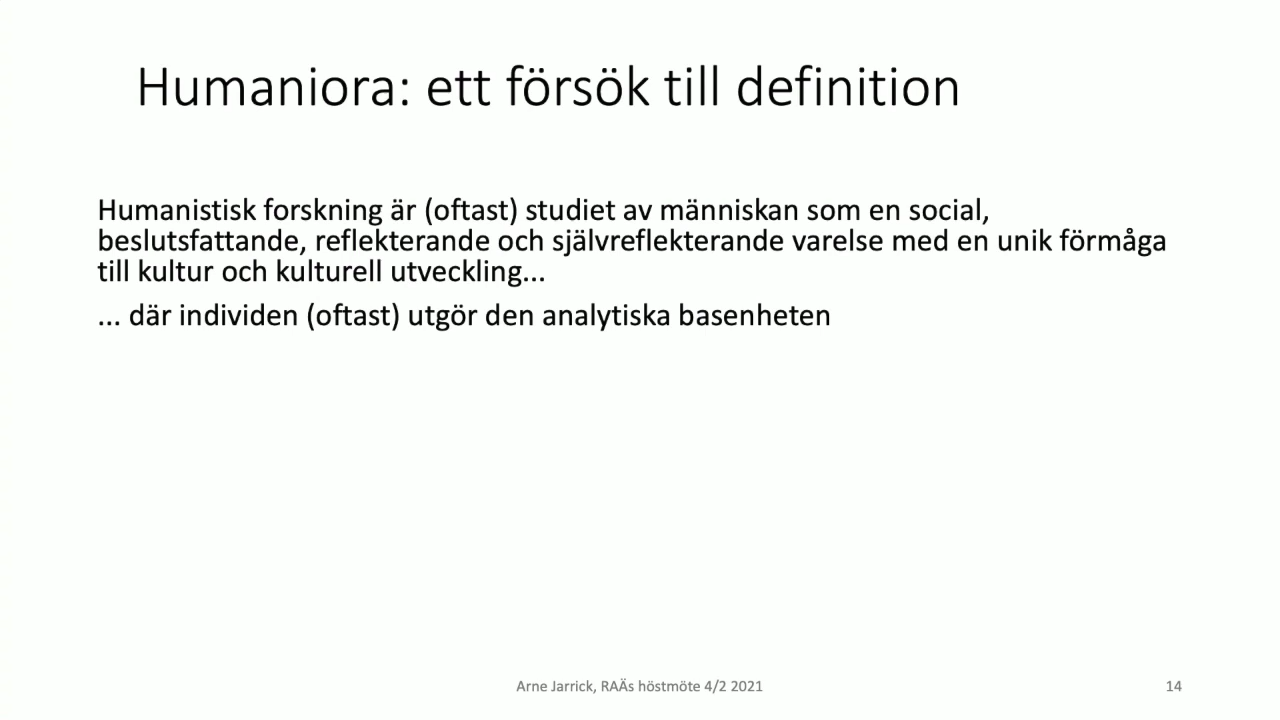 Humaniora: ett försök till definition
Humanistisk forskning är (oftast) studiet av människan som en social,
beslutsfattande, reflekterande och självreflekterande varelse med en unik förmåga
till kultur och kulturell utveckling...
... där individen (oftast) utgör den analytiska basenheten
Arne Jarrick, RAÄs höstmöte 4/2 2021
14